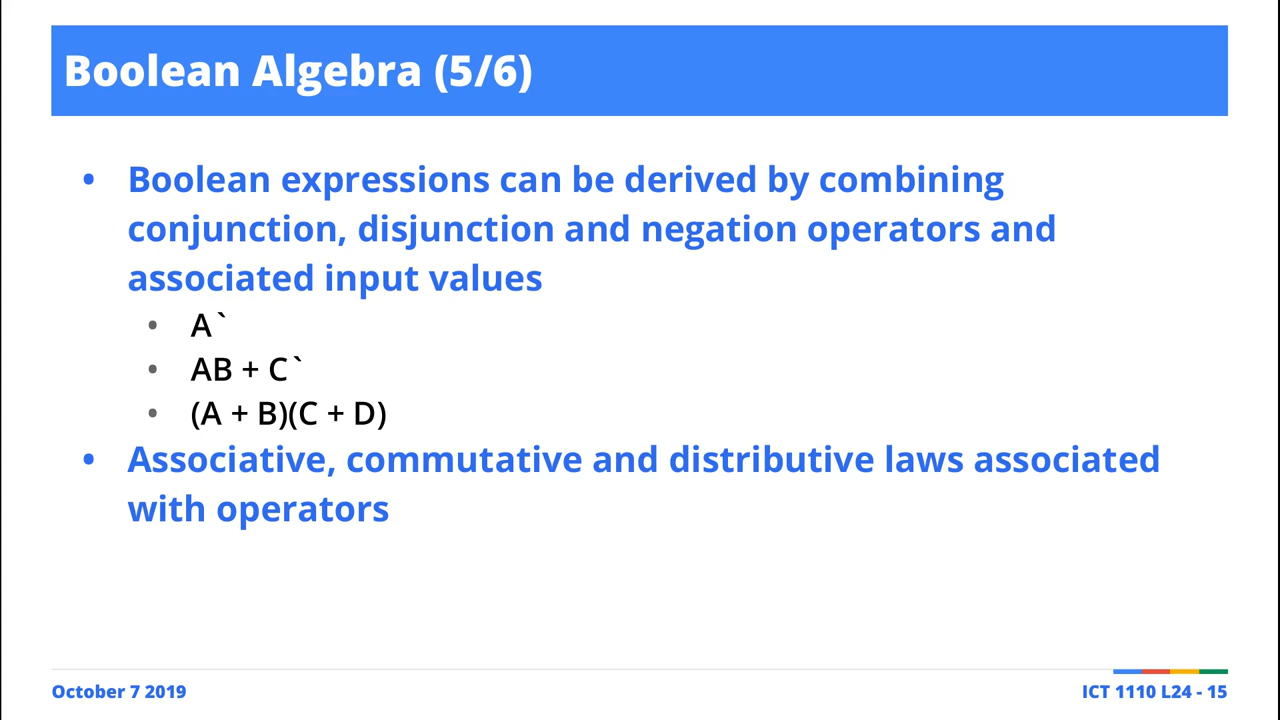 Boolean Algebra (5/6)
• Boolean expressions can be derived by combining
conjunction, disjunction and negation operators and
associated input values
• A`
• AB + C`
• (A + B)(C + D)
• Associative, commutative and distributive laws associated
with operators
October 7 2019
ICT 1110 L24 - 15